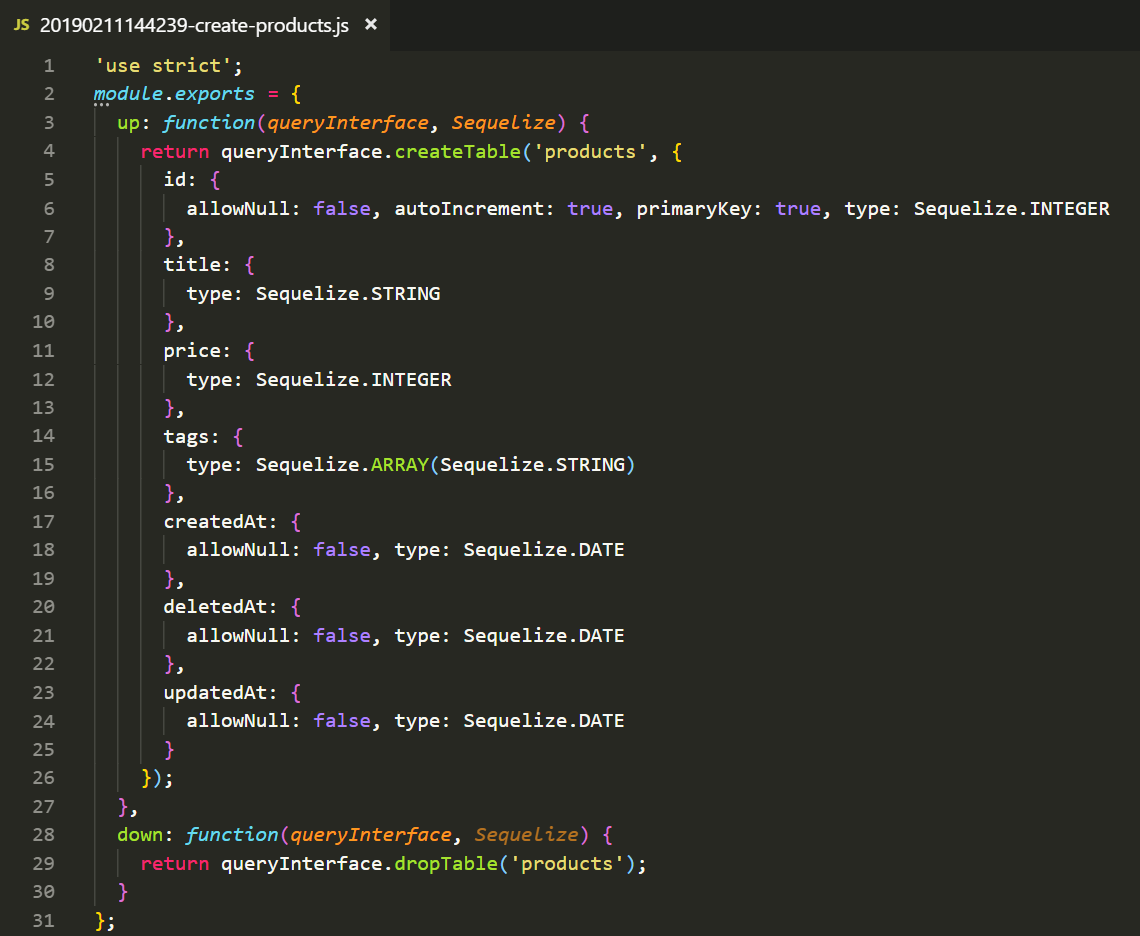 JS 20190211144239-create-products.js ×
1 'use strict';
2 module.exports = {
3 up: function(queryInterface, Sequelize) {
4 return queryInterface.createTable('products', {
5 id: {
6 allowNull: false, autoIncrement: true, primaryKey: true, type: Sequelize.INTEGER
7 },
8 title: {
9 type: Sequelize.STRING
10 },
11 price: {
12 type: Sequelize.INTEGER
13 },
14 tags: {
15 type: Sequelize.ARRAY(Sequelize.STRING)
16 },
17 createdAt: {
18 allowNull: false, type: Sequelize.DATE
19 },
20 deletedAt: {
21 allowNull: false, type: Sequelize.DATE
22 },
23 updatedAt: {
24 allowNull: false, type: Sequelize.DATE
25 }
26 });
27 },
28 down: function(queryInterface, Sequelize) {
29 return queryInterface.dropTable('products');
30 }
31 };